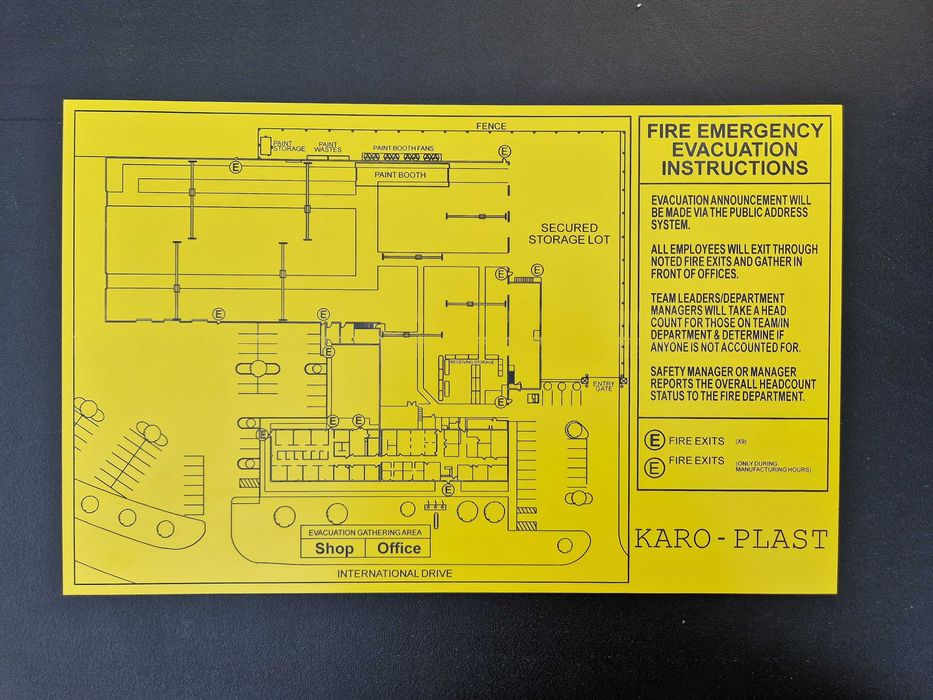 FENCE
PAINT
STORAGE
PAINT
WASTES
PAINT BOOTH FANS
PAINT BOOTH
SECURED
STORAGE LOT
RECEIVING STORAGE
ENTRY
GATE
E
E
E
E
E
E
E
E
E
E
E
E
EVACUATION GATHERING AREA
Shop Office
INTERNATIONAL DRIVE
FIRE EMERGENCY
EVACUATION
INSTRUCTIONS
EVACUATION ANNOUNCEMENT WILL
BE MADE VIA THE PUBLIC ADDRESS
SYSTEM.
ALL EMPLOYEES WILL EXIT THROUGH
NOTED FIRE EXITS AND GATHER IN
FRONT OF OFFICES.
TEAM LEADERS/DEPARTMENT
MANAGERS WILL TAKE A HEAD
COUNT FOR THOSE ON TEAM/IN
DEPARTMENT & DETERMINE IF
ANYONE IS NOT ACCOUNTED FOR.
SAFETY MANAGER OR MANAGER
REPORTS THE OVERALL HEADCOUNT
STATUS TO THE FIRE DEPARTMENT.
E FIRE EXITS (X9)
E FIRE EXITS (ONLY DURING
MANUFACTURING HOURS)
KARO-PLAST